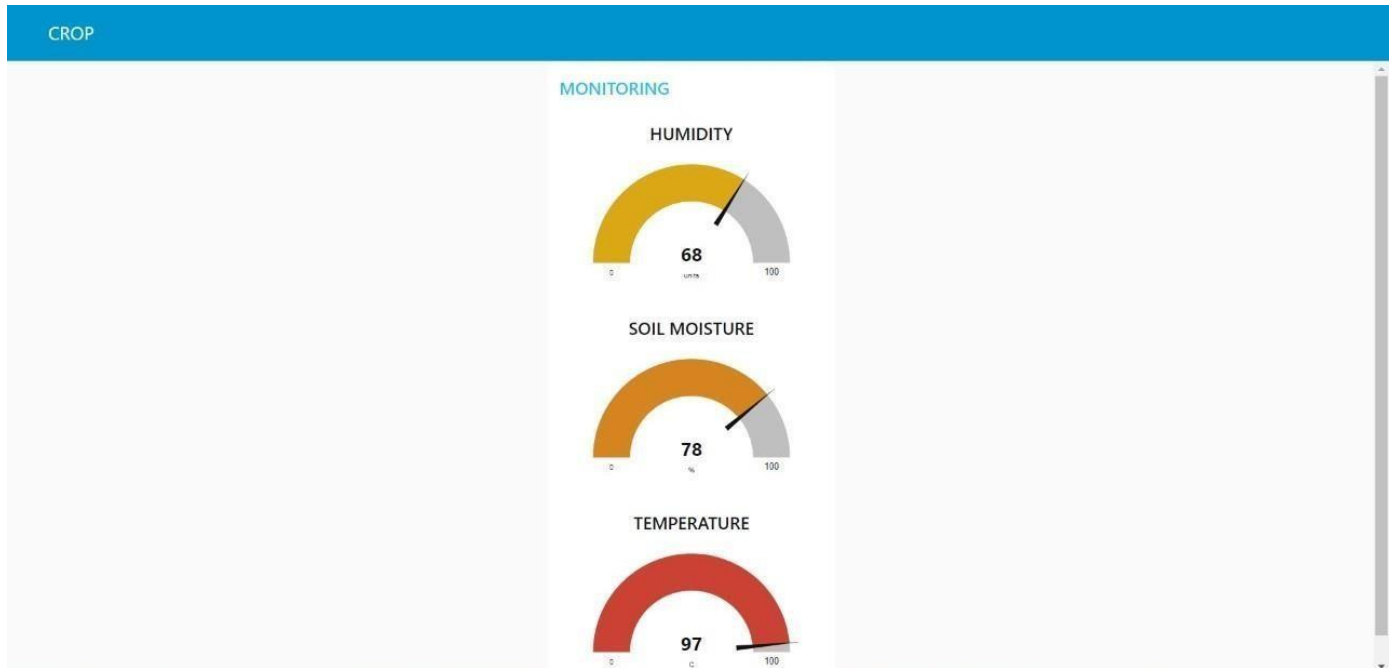 CROP
MONITORING
HUMIDITY
68
units
0 100
SOIL MOISTURE
78
%
0 100
TEMPERATURE
97
C
0 100